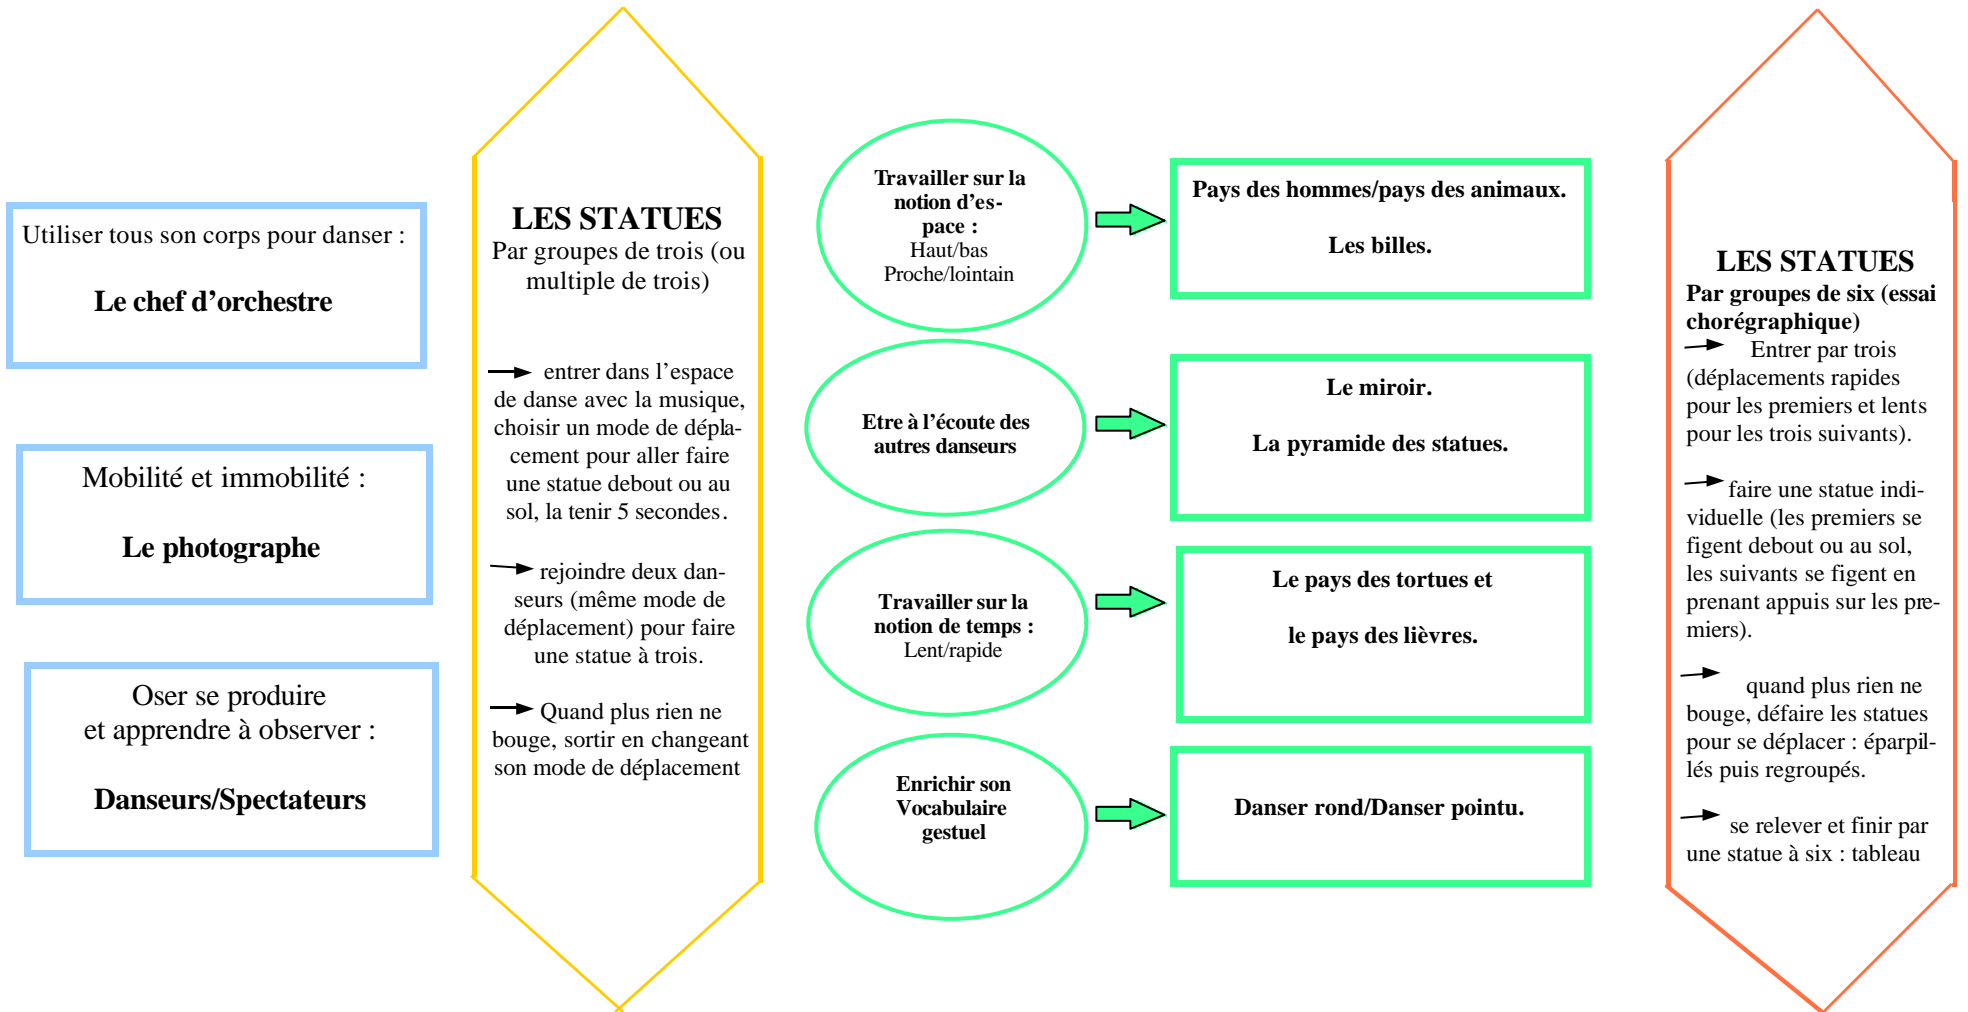 Utiliser tous son corps pour danser :
Le chef d’orchestre
Mobilité et immobilité :
Le photographe
Oser se produire
et apprendre à observer :
Danseurs/Spectateurs
LES STATUES
Par groupes de trois (ou
multiple de trois)
entrer dans l’espace
de danse avec la musique,
choisir un mode de dépla-
cement pour aller faire
une statue debout ou au
sol, la tenir 5 secondes.
rejoindre deux dan-
seurs (même mode de
déplacement) pour faire
une statue à trois.
Quand plus rien ne
bouge, sortir en changeant
son mode de déplacement
Travailler sur la
notion d’es-
pace :
Haut/bas
Proche/lointain
Pays des hommes/pays des animaux.
Les billes.
Etre à l’écoute des
autres danseurs
Le miroir.
La pyramide des statues.
Travailler sur la
notion de temps :
Lent/rapide
Le pays des tortues et
le pays des lièvres.
Enrichir son
Vocabulaire
gestuel
Danser rond/Danser pointu.
LES STATUES
Par groupes de six (essai
chorégraphique)
Entrer par trois
(déplacements rapides
pour les premiers et lents
pour les trois suivants).
faire une statue indi-
viduelle (les premiers se
figent debout ou au sol,
les suivants se figent en
prenant appuis sur les pre-
miers).
quand plus rien ne
bouge, défaire les statues
pour se déplacer : éparpil-
lés puis regroupés.
se relever et finir par
une statue à six : tableau